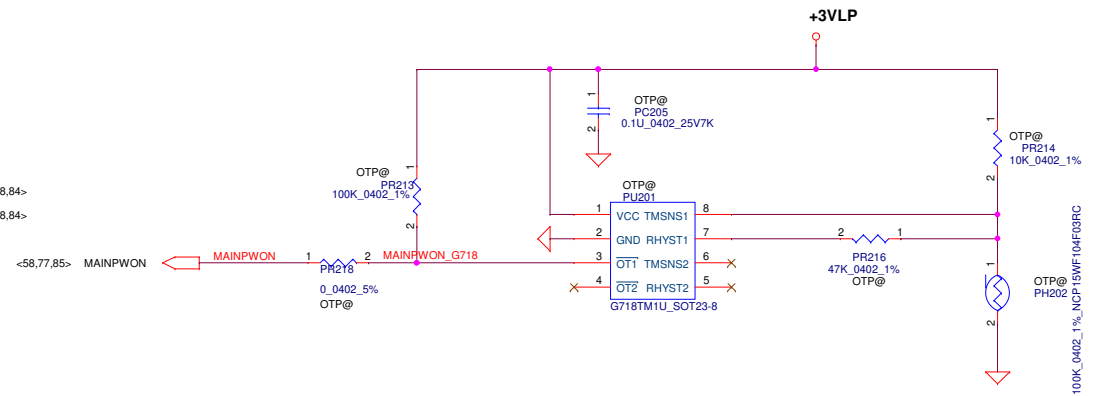 +3VLP
OTP@
PC205
0.1U_0402_25V7K
1
2
1
OTP@
PR214
10K_0402_1%
2
OTP@
PR213
100K_0402_1%
1
2
8,84>
8,84>
OTP@
PU201
1 VCC TMSNS1 8
2 GND RHYST1 7
3 OT1 TMSNS2 6
4 OT2 RHYST2 5
G718TM1U_SOT23-8
<58,77,85> MAINPWON
MAINPWON
1 2
PR218
0_0402_5%
OTP@
MAINPWON_G718
2 1
PR216
47K_0402_1%
OTP@
1
OTP@
PH202
2
100K_0402_1%_NCP15WF104F03RC